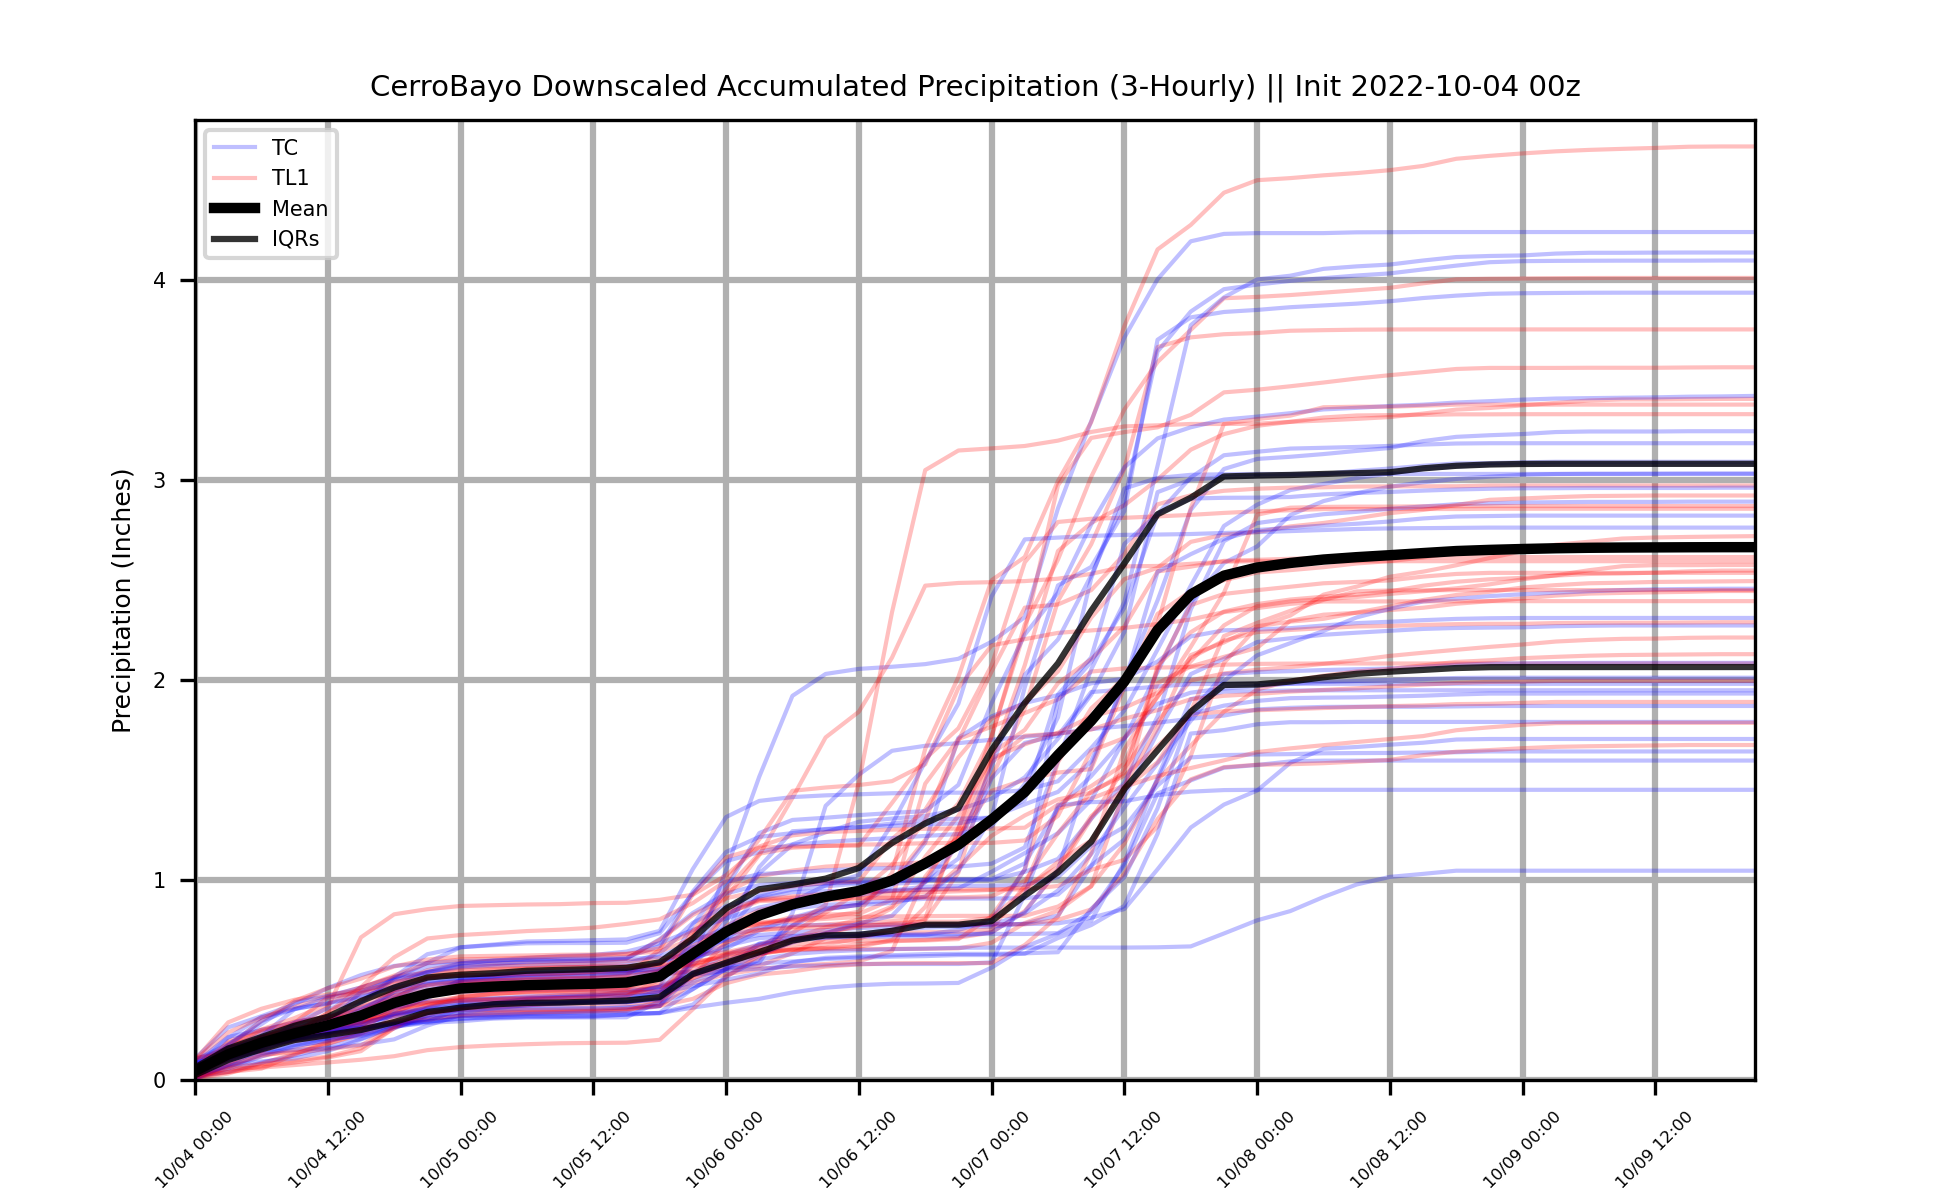 CerroBayo Downscaled Accumulated Precipitation (3-Hourly) || Init 2022-10-04 00z
TC
TL1
Mean
IQRs
Precipitation (Inches)
4
3
2
1
0
10/04 00:00
10/04 12:00
10/05 00:00
10/05 12:00
10/06 00:00
10/06 12:00
10/07 00:00
10/07 12:00
10/08 00:00
10/08 12:00
10/09 00:00
10/09 12:00